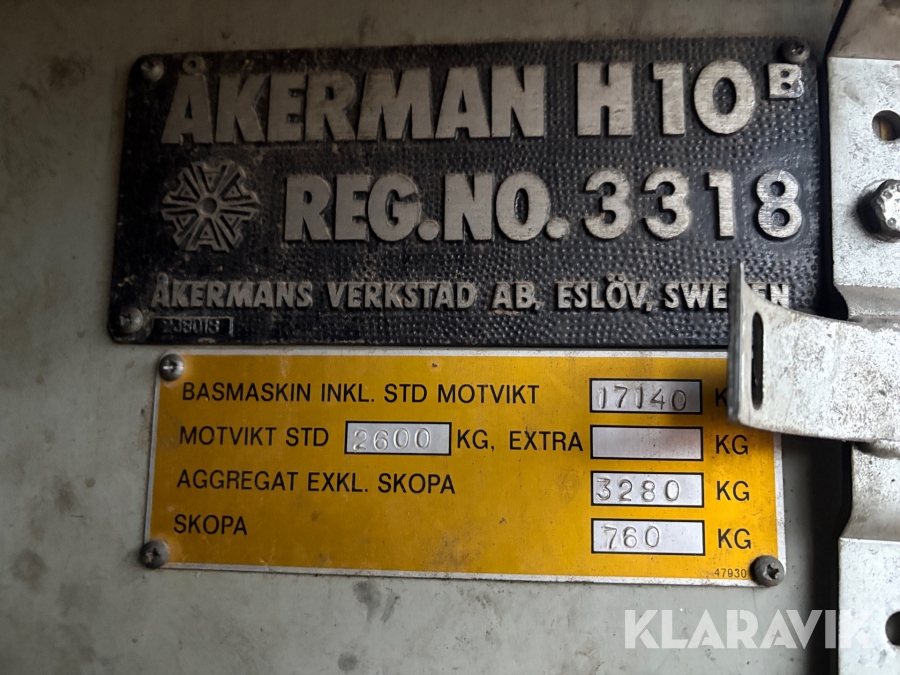 ÅKERMAN H10B
REG.NO. 3318
ÅKERMANS VERKSTAD AB, ESLÖV, SWEDEN
BASMASKIN INKL. STD MOTVIKT 17140 K
MOTVIKT STD 2600 KG, EXTRA KG
AGGREGAT EXKL. SKOPA 3280 KG
SKOPA 760 KG
47930
KLARAVIK